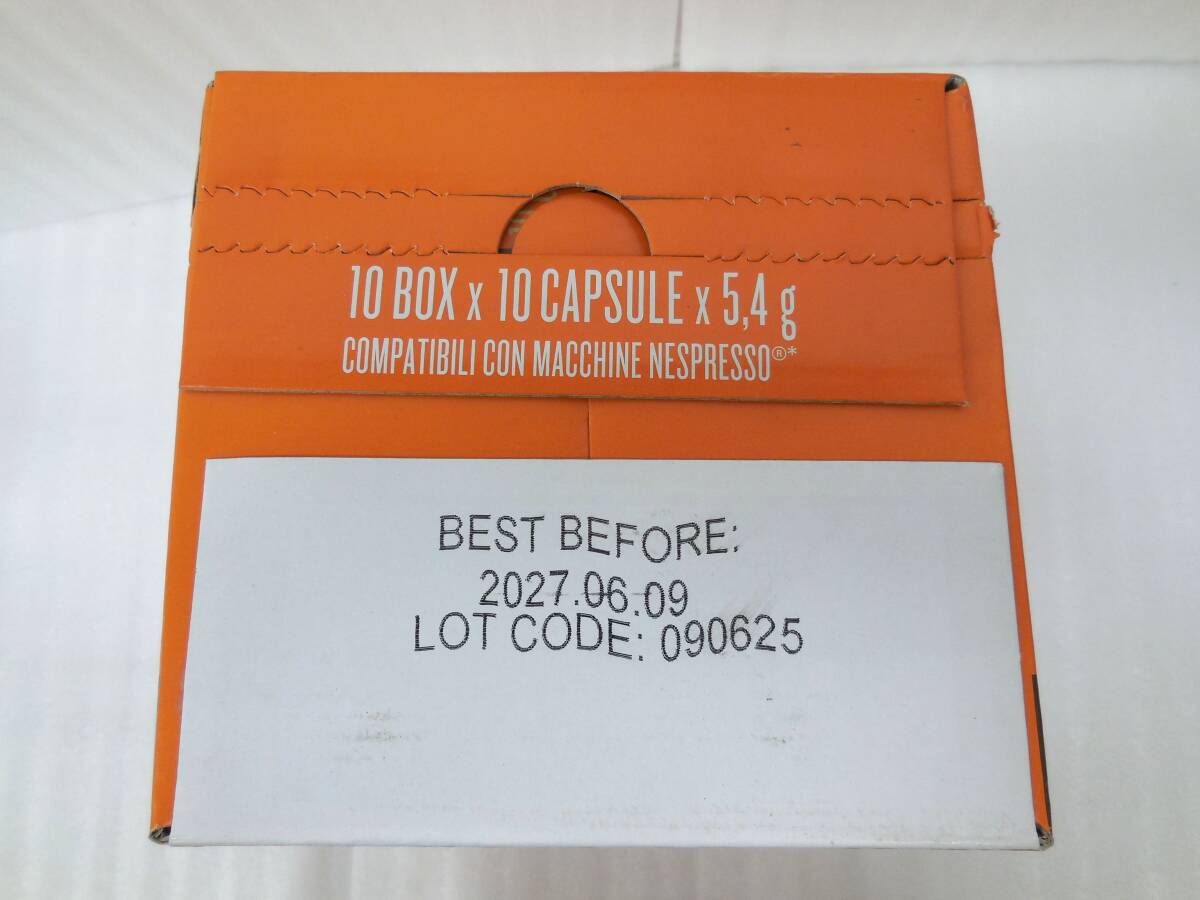 10 BOX x 10 CAPSULE x 5,4 g
COMPATIBILI CON MACCHINE NESPRESSO®*
BEST BEFORE:
2027.06.09
LOT CODE: 090625